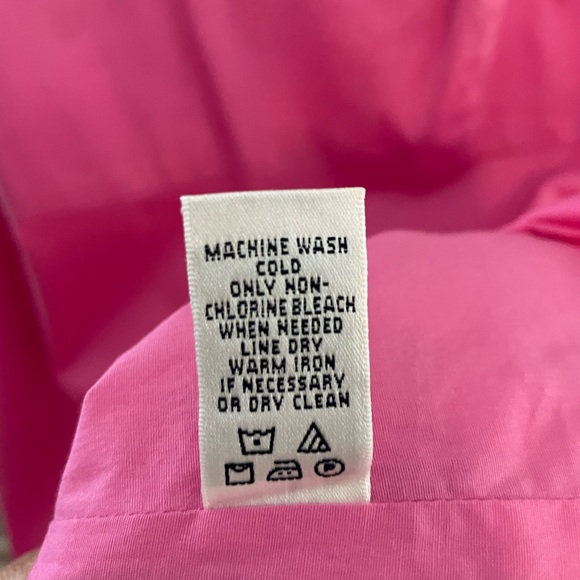 MACHINE WASH
COLD
ONLY NON-
CHLORINE BLEACH
WHEN NEEDED
LINE DRY
WARM IRON
IF NECESSARY
OR DRY CLEAN
P